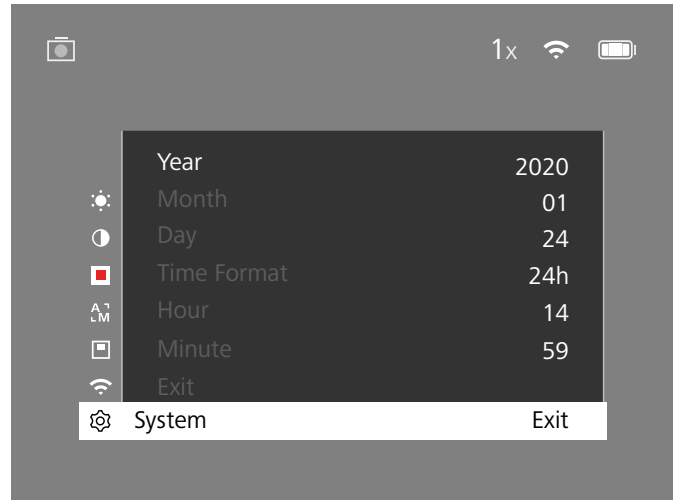 1x
Year 2020
Month 01
Day 24
Time Format 24h
Hour 14
Minute 59
Exit
System Exit